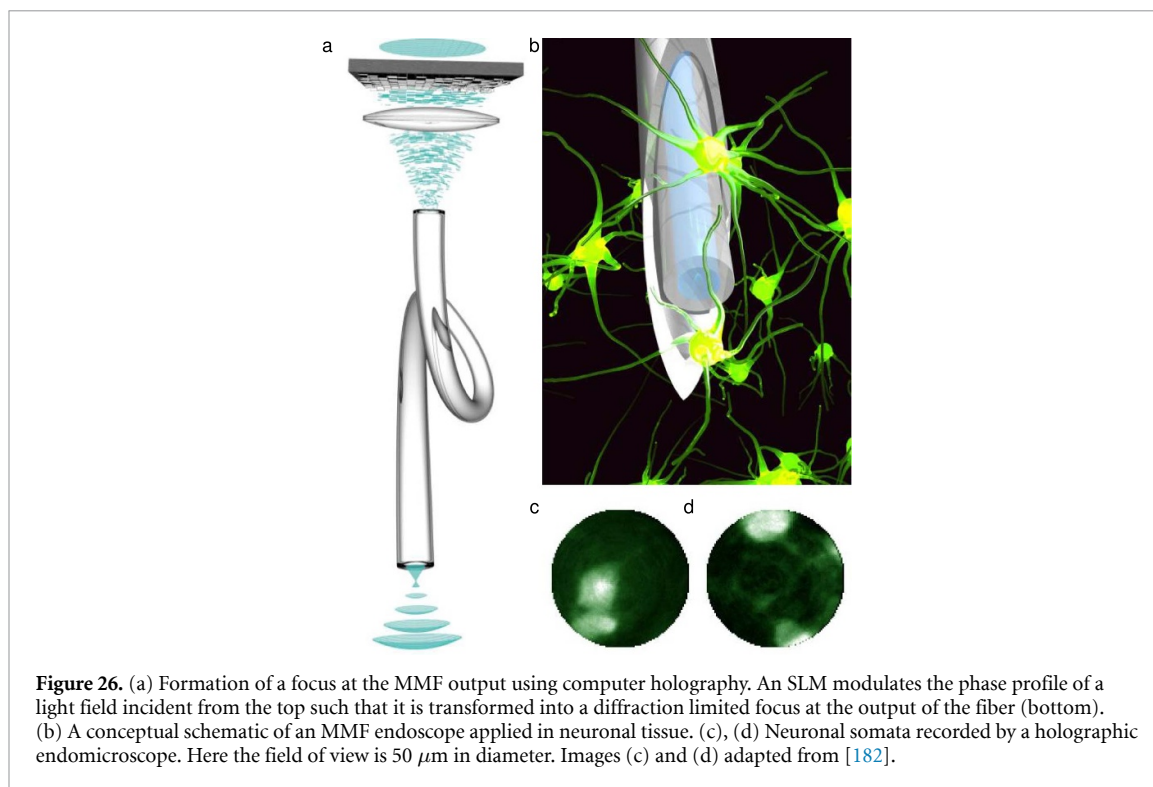 a
b
c
d
Figure 26. (a) Formation of a focus at the MMF output using computer holography. An SLM modulates the phase profile of a
light field incident from the top such that it is transformed into a diffraction limited focus at the output of the fiber (bottom).
(b) A conceptual schematic of an MMF endoscope applied in neuronal tissue. (c), (d) Neuronal somata recorded by a holographic
endomicroscope. Here the field of view is 50 μm in diameter. Images (c) and (d) adapted from [182].